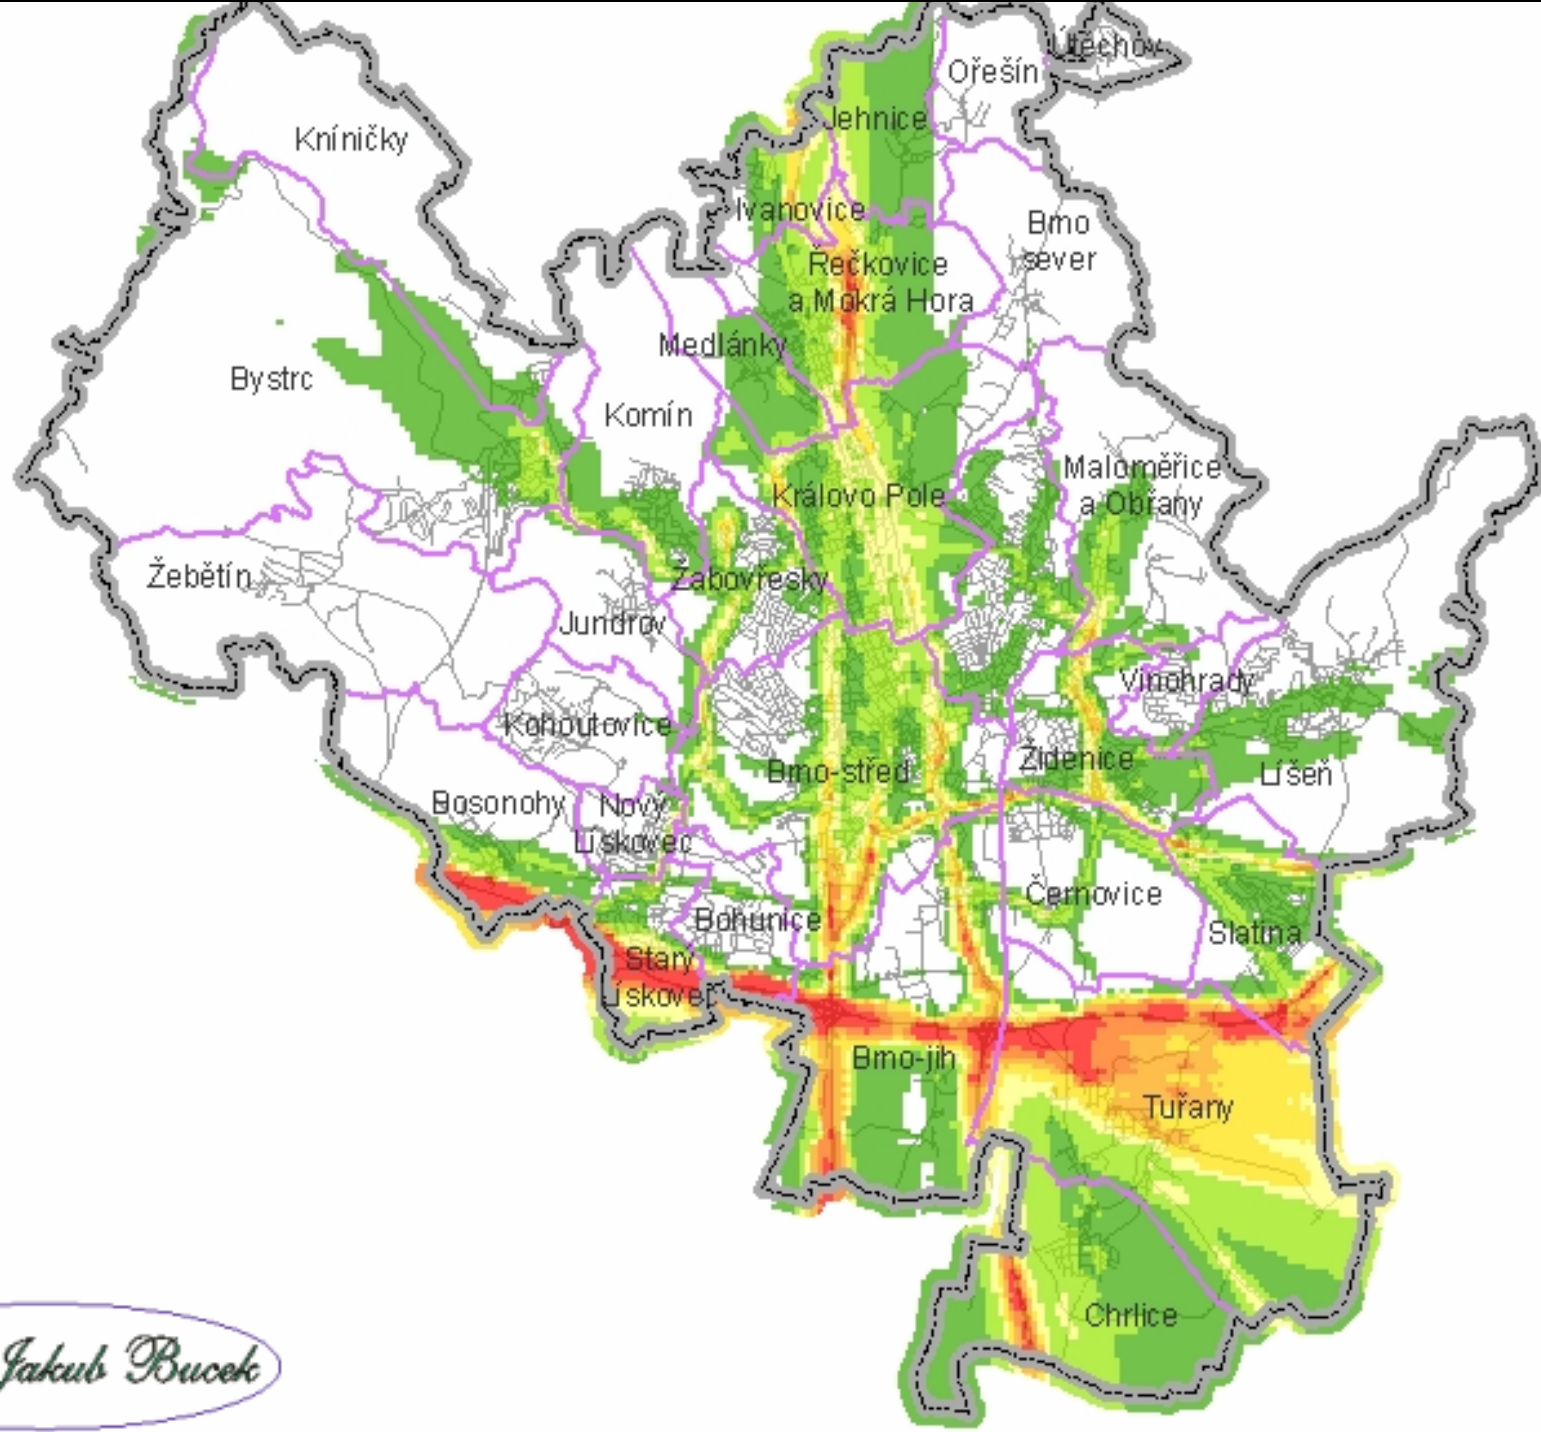 Útěchov
Ořešín
Jehnice
Kníničky
Ivanovice
Brno
sever
Řečkovice
a Mokrá Hora
Medlánky
Bystrc
Komín
Maloměřice
a Obřany
Královo Pole
Žebětín
Žabovřesky
Jundrov
Vinohrady
Kohoutovice
Židenice
Brno-střed
Líšeň
Bosonohy
Nový
Lískovec
Černovice
Bohunice
Slatina
Starý
Lískovec
Brno-jih
Tuřany
Chrlice
Jakub Bucek